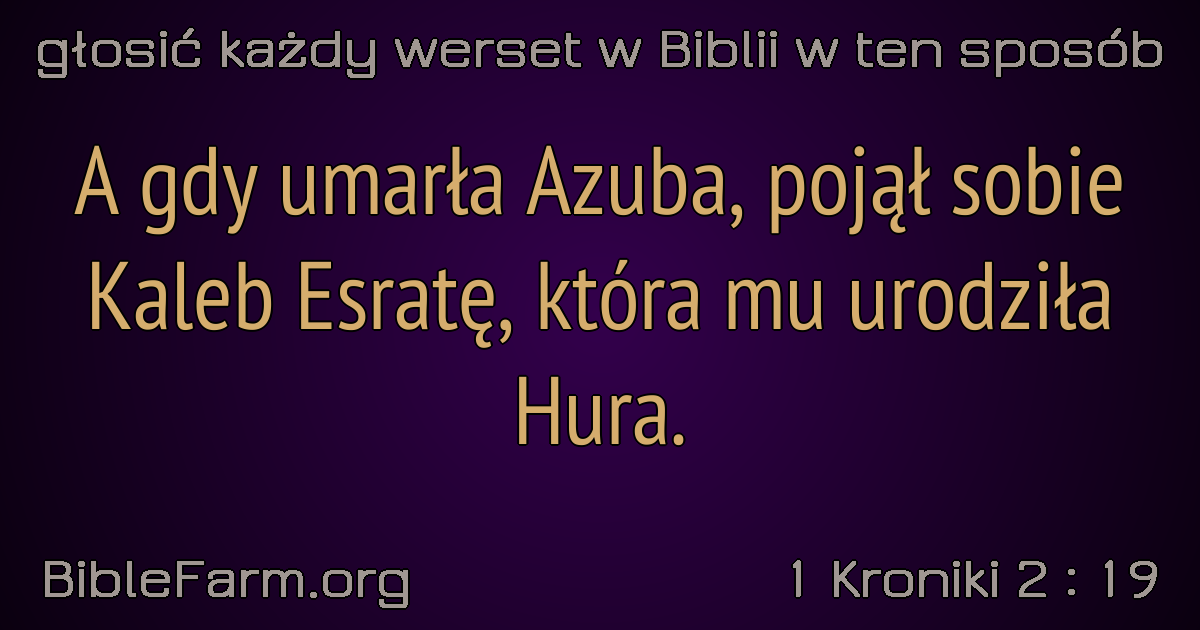 głosić każdy werset w Biblii w ten sposób
A gdy umarła Azuba, pojął sobie
Kaleb Esratę, która mu urodziła
Hura.
BibleFarm.org
1 Kroniki 2 : 19